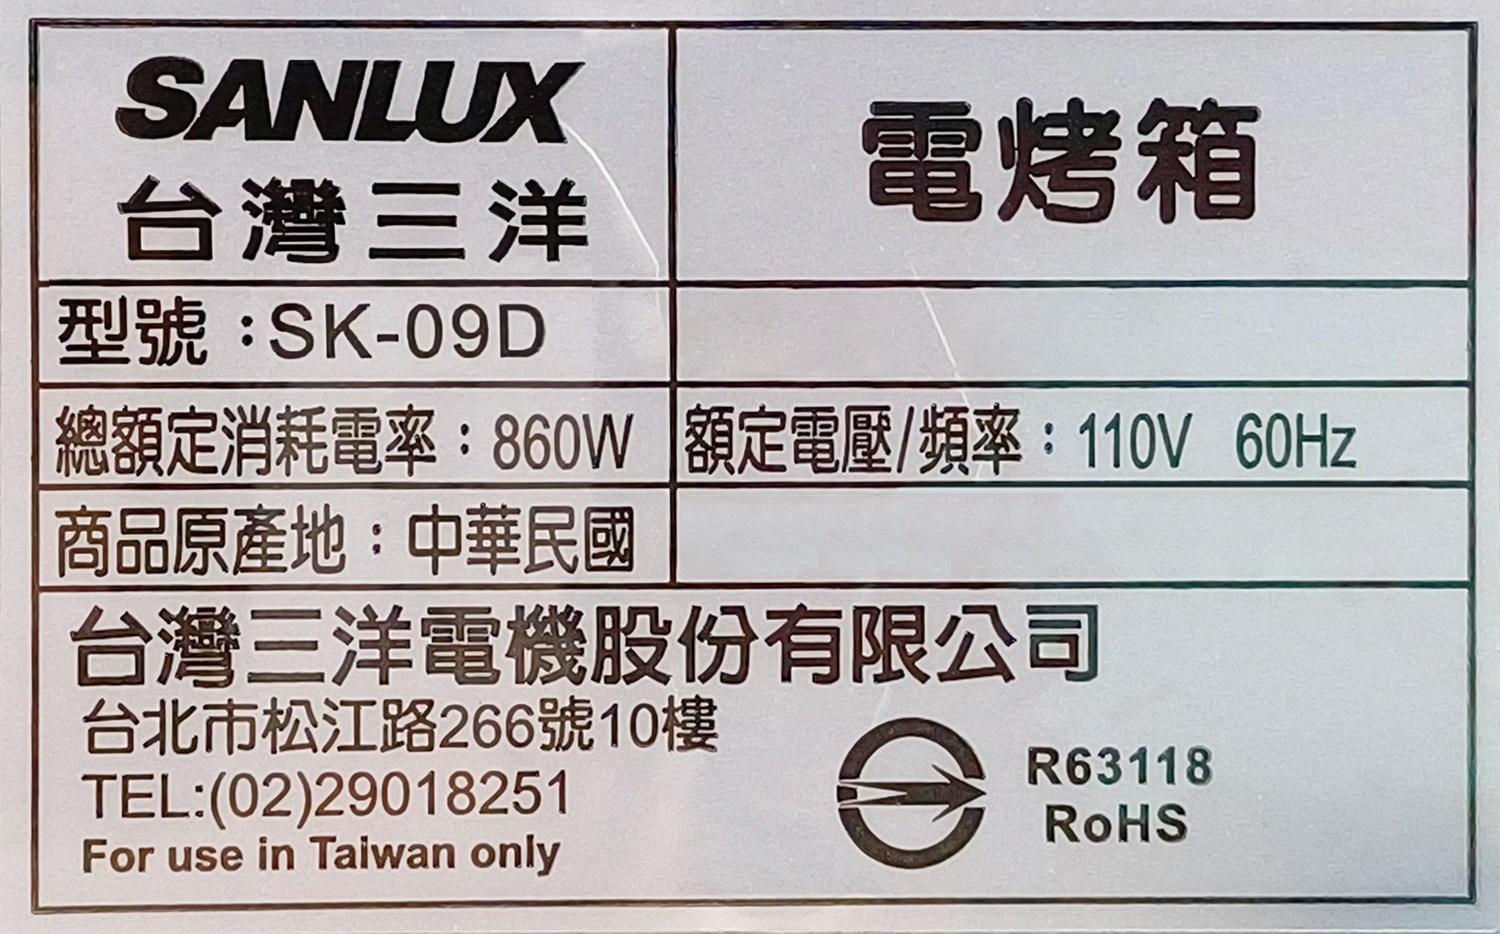 SANLUX
台灣三洋
電烤箱
型號：SK-09D
總額定消耗電率：860W
額定電壓/頻率：110V 60Hz
商品原產地：中華民國
台灣三洋電機股份有限公司
台北市松江路266號10樓
TEL:(02)29018251
For use in Taiwan only
R63118
RoHS